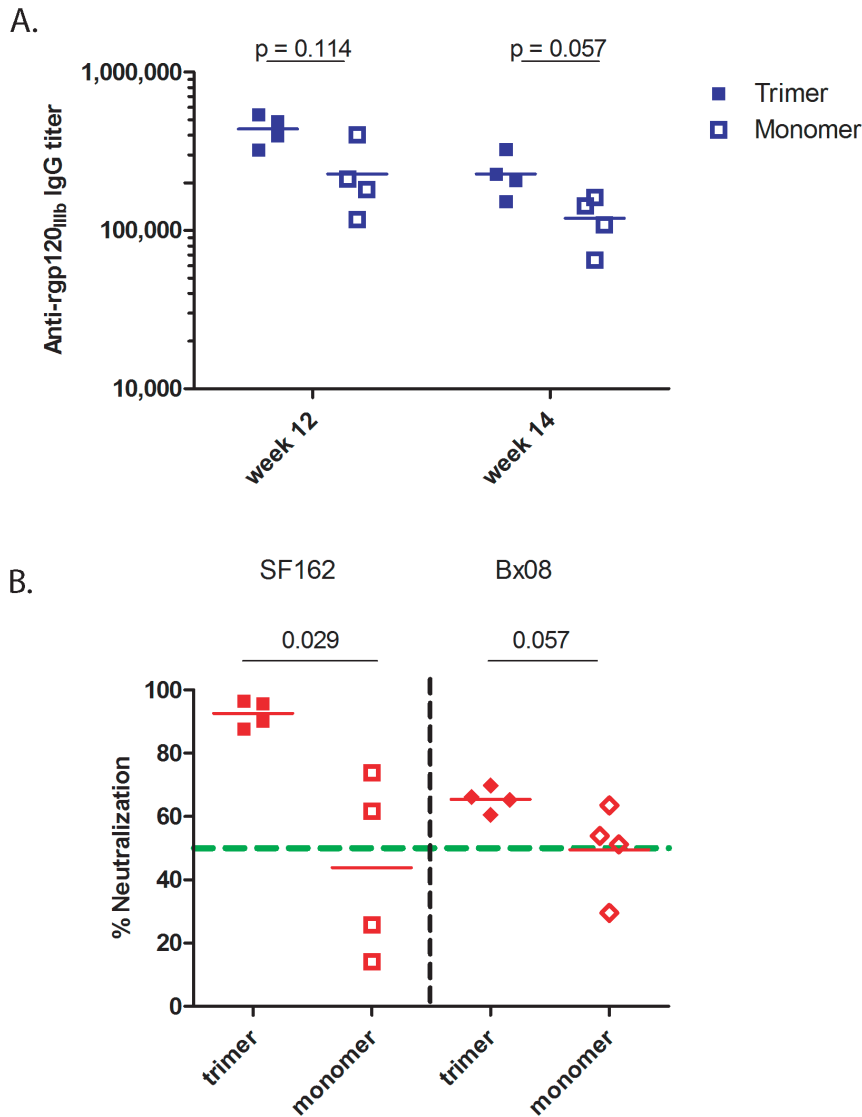 A.
p = 0.114
p = 0.057
1,000,000
100,000
10,000
Anti-rgp120IIIb IgG titer
week 12
week 14
Trimer
Monomer
B.
SF162
Bx08
0.029
0.057
100
80
60
40
20
0
% Neutralization
trimer
monomer
trimer
monomer